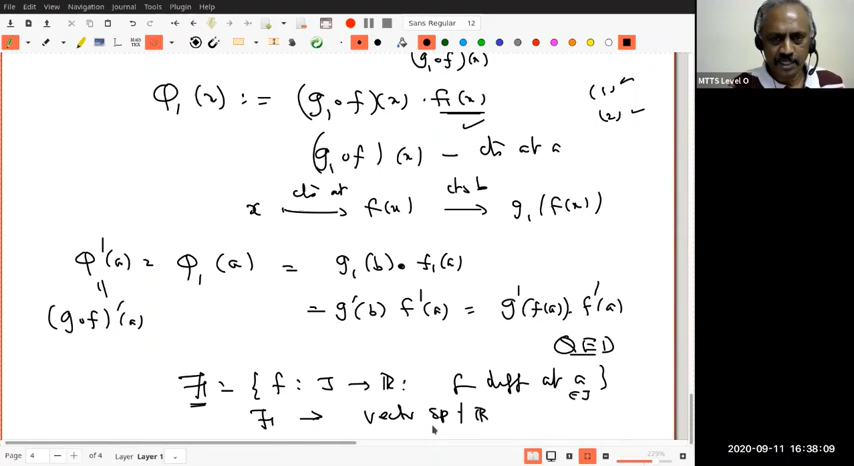 File Edit View Navigation Journal Tools Plugin Help
Sans Regular 12
MTTS Level O
(g₁∘f)(x)
φ₁(x) := (g₁∘f)(x) · f₁(x)
(1)
(2)
(g₁∘f)(x) – cts at a
cts at cts b
x → f(x) → g₁(f(x))
φ'(a) = φ₁(a) = g₁(b) · f₁(a)
(g∘f)'(a) = g'(b) f'(a) = g'(f(a)) · f'(a)
QED
= { f : J → ℝ : f diff at a }
∈J
→ vector sp / ℝ
Page 4 of 4 Layer Layer 1
229%
2020-09-11 16:38:09